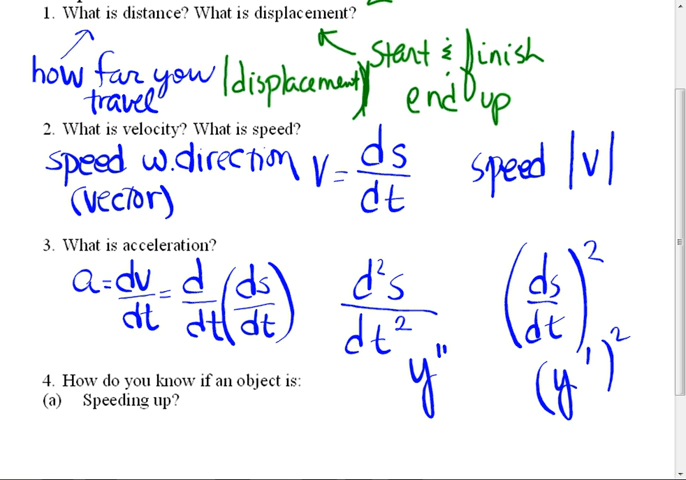 1. What is distance? What is displacement?
how far you travel
|displacement|
start & finish
end up
2. What is velocity? What is speed?
speed w. direction (vector)
v = ds/dt
speed |v|
3. What is acceleration?
a = dv/dt = d/dt (ds/dt)
d²s/dt²
(ds/dt)²
y"
(y')²
4. How do you know if an object is:
(a) Speeding up?